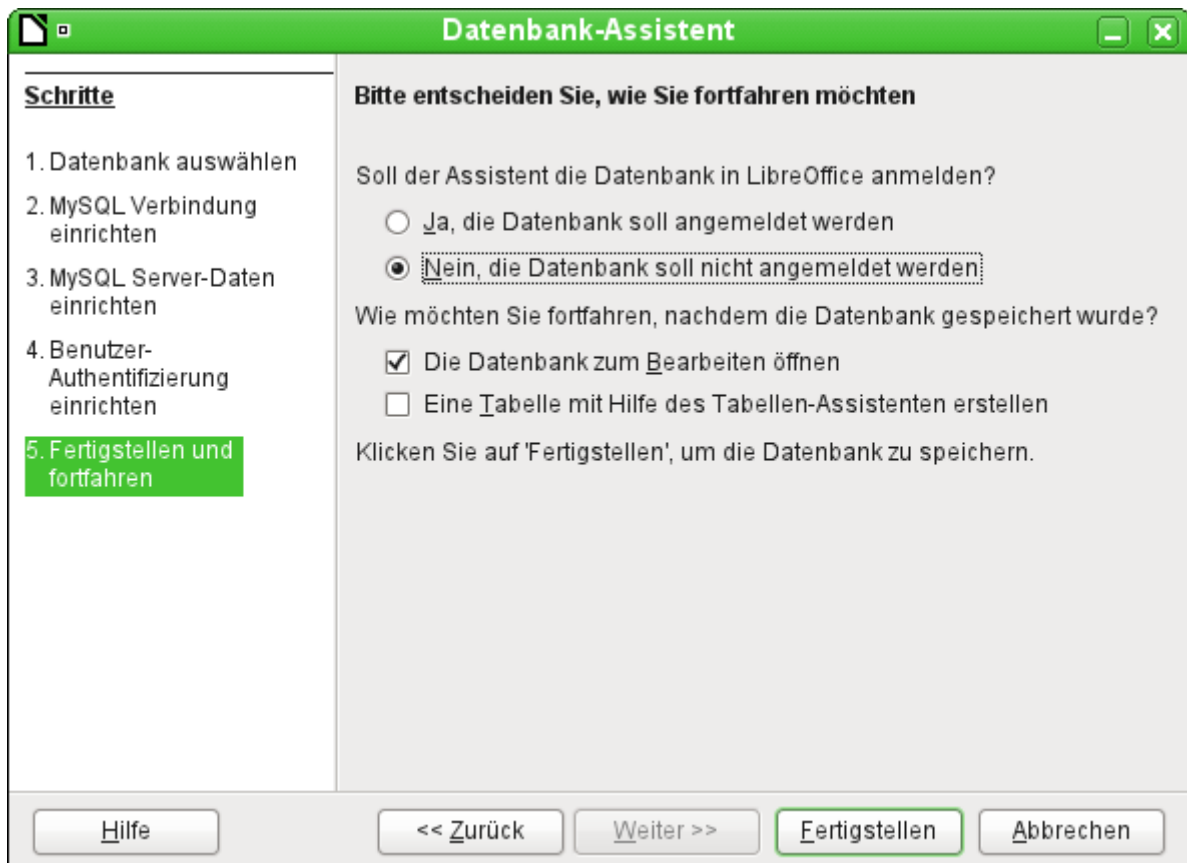 Datenbank-Assistent
Schritte
1. Datenbank auswählen
2. MySQL Verbindung
einrichten
3. MySQL Server-Daten
einrichten
4. Benutzer-
Authentifizierung
einrichten
5. Fertigstellen und
fortfahren
Bitte entscheiden Sie, wie Sie fortfahren möchten
Soll der Assistent die Datenbank in LibreOffice anmelden?
Ja, die Datenbank soll angemeldet werden
Nein, die Datenbank soll nicht angemeldet werden
Wie möchten Sie fortfahren, nachdem die Datenbank gespeichert wurde?
Die Datenbank zum Bearbeiten öffnen
Eine Tabelle mit Hilfe des Tabellen-Assistenten erstellen
Klicken Sie auf 'Fertigstellen', um die Datenbank zu speichern.
Hilfe
<< Zurück
Weiter >>
Fertigstellen
Abbrechen